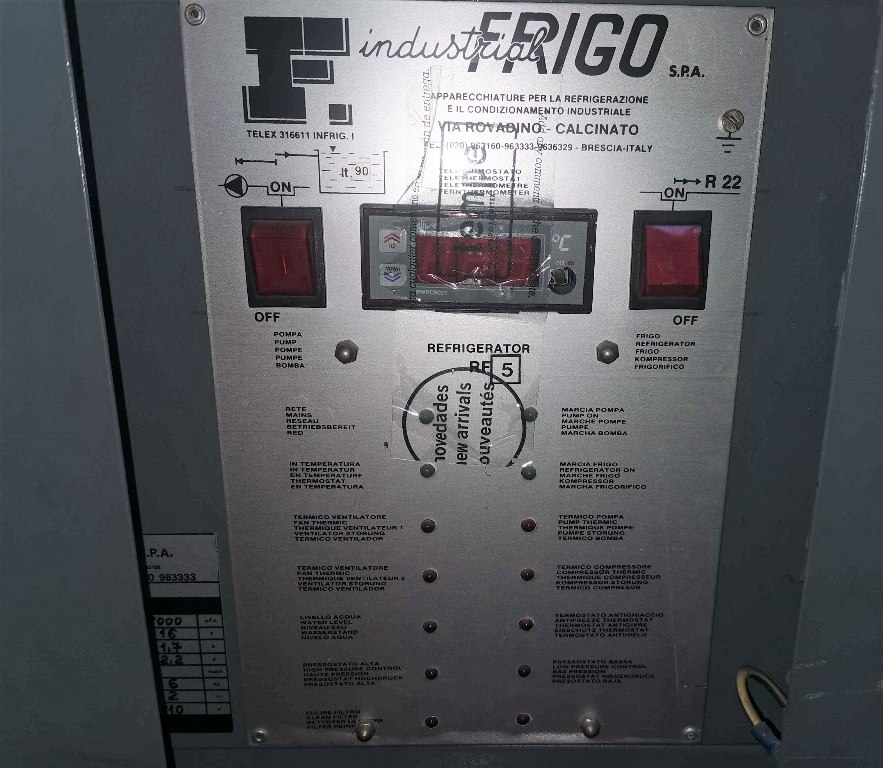 industrial FRIGO S.P.A.
APPARECCHIATURE PER LA REFRIGERAZIONE
E IL CONDIZIONAMENTO INDUSTRIALE
VIA ROVADINO - CALCINATO
TELEX 316611 INFRIG. I
963160-963333-9636329 - BRESCIA-ITALY
lt. 90
ON
ON
R 22
°C
OFF
OFF
POMPA
PUMP
POMPE
PUMPE
BOMBA
FRIGO
REFRIGERATOR
FRIGO
KOMPRESSOR
FRIGORIFICO
REFRIGERATOR
RF 5
novedades
new arrivals
nouveautés
RETE
MAINS
RESEAU
BETRIEBSBEREIT
RED
MARCIA POMPA
PUMP ON
MARCHE POMPE
PUMPE
MARCHA BOMBA
IN TEMPERATURA
IN TEMPERATUR
EN TEMPERATURE
THERMOSTAT
EN TEMPERATURA
MARCIA FRIGO
REFRIGERATOR ON
MARCHE FRIGO
KOMPRESSOR
MARCHA FRIGORIFICO
TERMICO VENTILATORE
FAN THERMIC
THERMIQUE VENTILATEUR 1
VENTILATOR STORUNG
TERMICO VENTILADOR
TERMICO POMPA
PUMP THERMIC
THERMIQUE POMPE
PUMPE STORUNG
TERMICO BOMBA
TERMICO VENTILATORE
FAN THERMIC
THERMIQUE VENTILATEUR 2
VENTILATOR STORUNG
TERMICO VENTILADOR
TERMICO COMPRESSORE
COMPRESSOR THERMIC
THERMIQUE COMPRESSEUR
KOMPRESSOR STORUNG
TERMICO COMPRESOR
LIVELLO ACQUA
WATER LEVEL
NIVEAU EAU
WASSERSTAND
NIVELO AGUA
TERMOSTATO ANTIGHIACCIO
ANTIFREEZE THERMOSTAT
THERMOSTAT ANTIGIVRE
EISSCHUTZ THERMOSTAT
TERMOSTATO ANTIHIELO
PRESSOSTATO ALTA
HIGH PRESSURE CONTROL
HAUTE PRESSION
PRESSOSTAT HOCHDRUCK
PRESOSTATO ALTA
PRESSOSTATO BASSA
LOW PRESSURE CONTROL
BAS PRESSION
PRESSOSTAT NIEDERDRUCK
PRESOSTATO BAJA
PULIRE FILTRO
CLEAN FILTER
NETTOYER
FILTER
.P.A.
963333